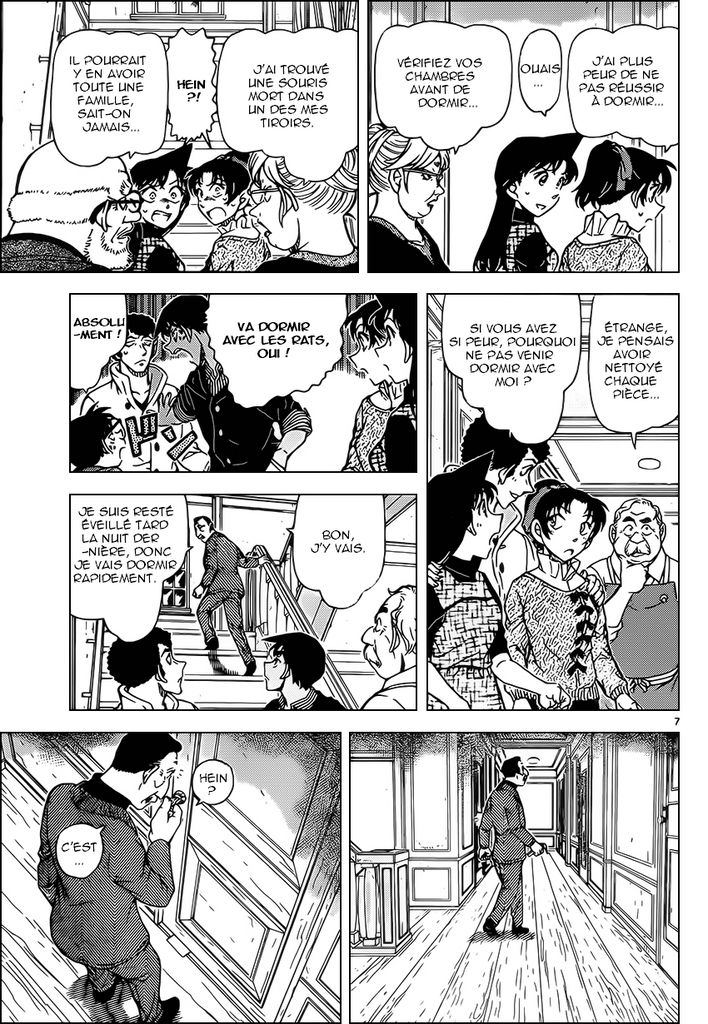 J'AI PLUS
PEUR DE NE
PAS RÉUSSIR
À DORMIR...
OUAIS
...
VÉRIFIEZ VOS
CHAMBRES
AVANT DE
DORMIR...
J'AI TROUVÉ
UNE SOURIS
MORT DANS
UN DES MES
TIROIRS.
HEIN
?!
IL POURRAIT
Y EN AVOIR
TOUTE UNE
FAMILLE,
SAIT-ON
JAMAIS...
ÉTRANGE,
JE PENSAIS
AVOIR
NETTOYÉ
CHAQUE
PIÈCE...
SI VOUS AVEZ
SI PEUR, POURQUOI
NE PAS VENIR
DORMIR AVEC
MOI ?
VA DORMIR
AVEC LES RATS,
OUI !
ABSOLU
-MENT !
ドドン
BON,
J'Y VAIS.
JE SUIS RESTÉ
ÉVEILLÉ TARD
LA NUIT DER
-NIÈRE, DONC
JE VAIS DORMIR
RAPIDEMENT.
7
HEIN
?
C'EST
...